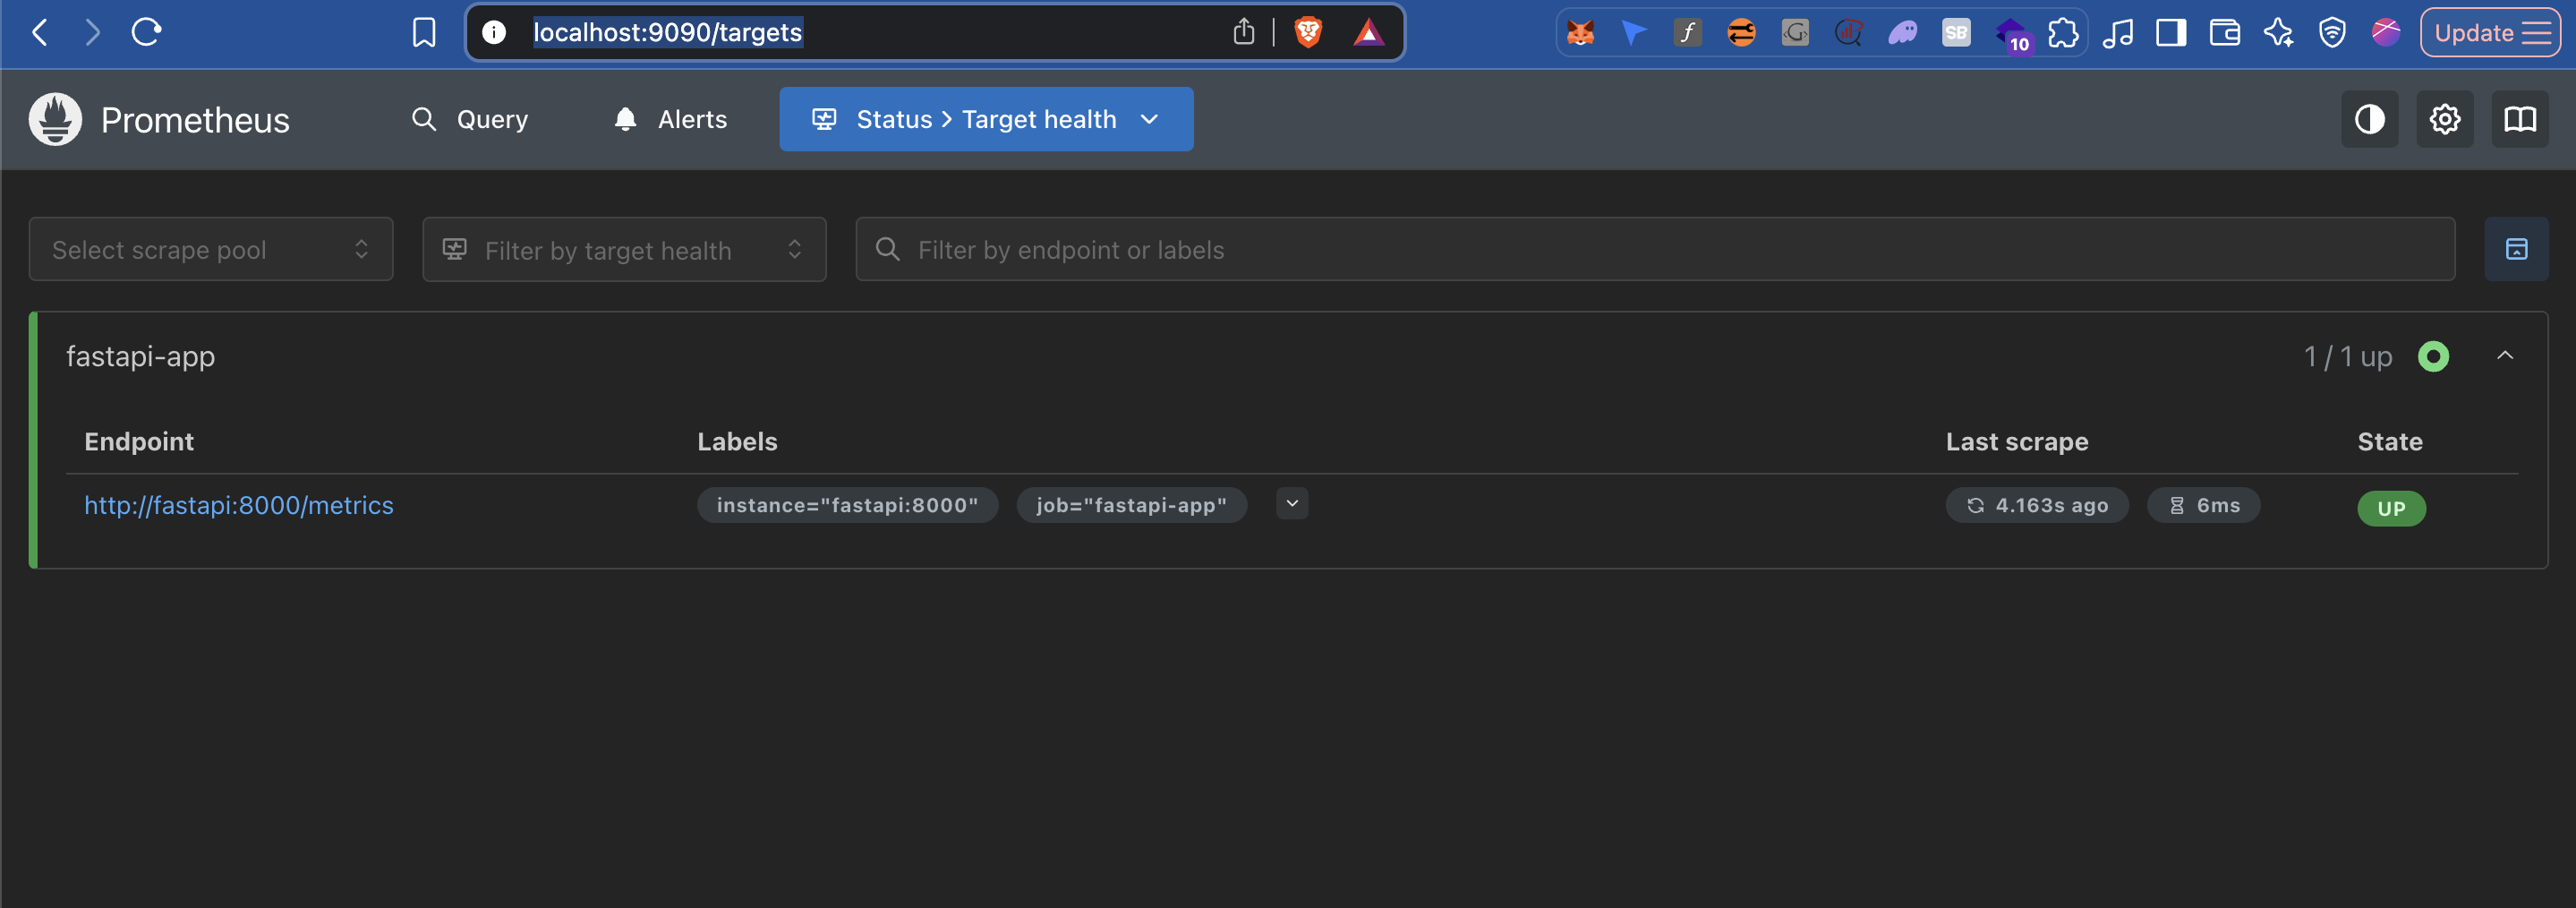 localhost:9090/targets
SB
10
Update
Prometheus
Query
Alerts
Status > Target health
Select scrape pool
Filter by target health
Filter by endpoint or labels
fastapi-app
1 / 1 up
Endpoint
Labels
Last scrape
State
http://fastapi:8000/metrics
instance="fastapi:8000"
job="fastapi-app"
4.163s ago
6ms
UP